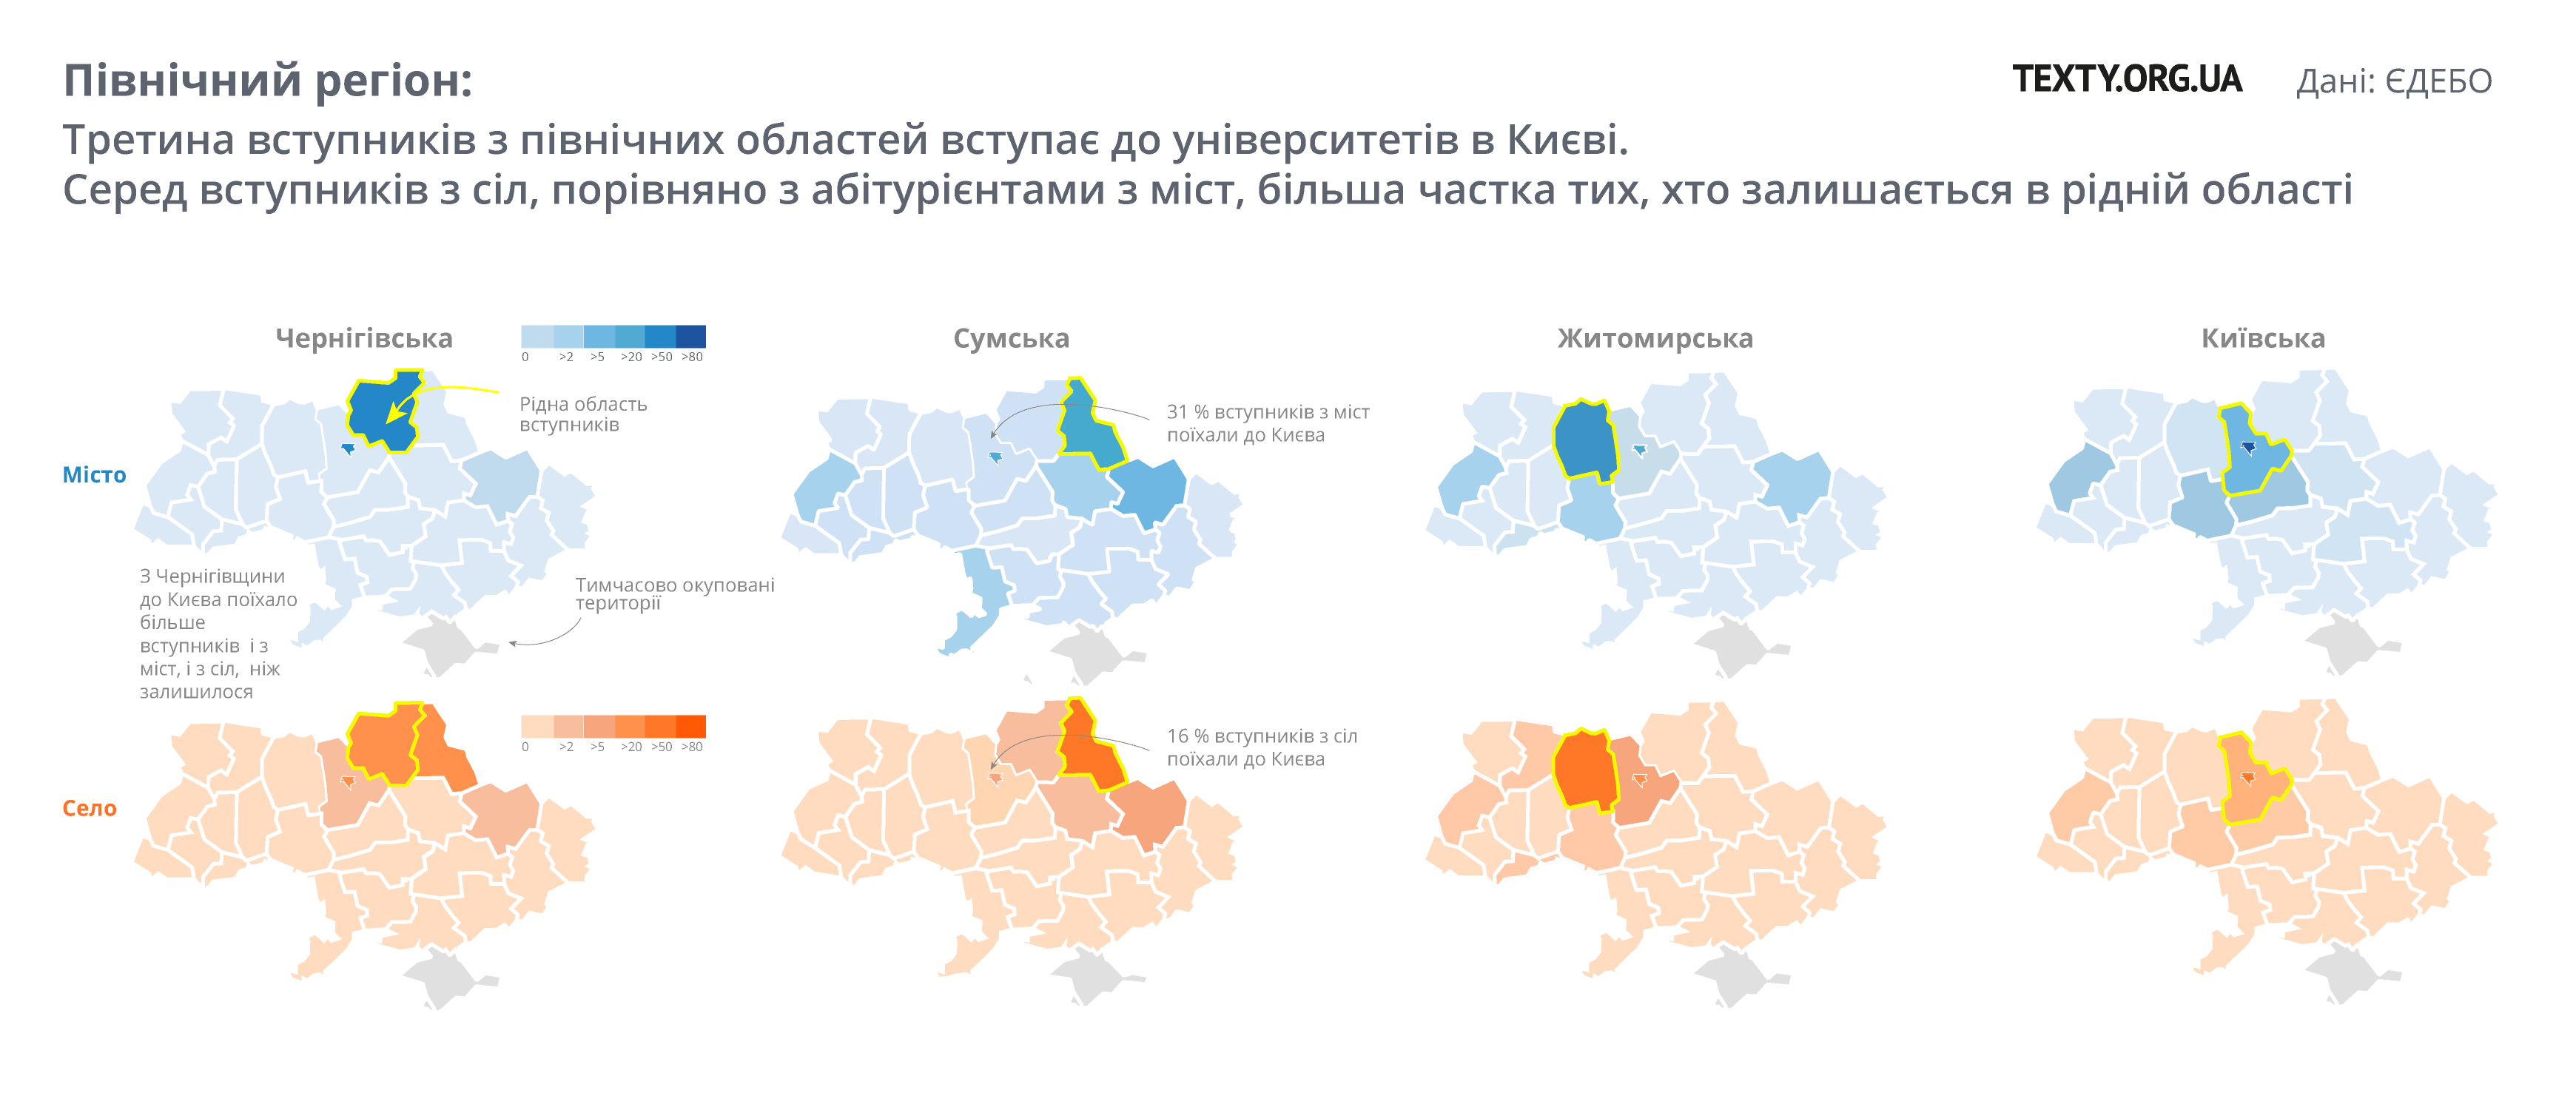 Північний регіон:
TEXTY.ORG.UA
Дані: ЄДЕБО
Третина вступників з північних областей вступає до університетів в Києві.
Серед вступників з сіл, порівняно з абітурієнтами з міст, більша частка тих, хто залишається в рідній області
Чернігівська
0 >2 >5 >20 >50 >80
Сумська
Житомирська
Київська
Рідна область
вступників
31 % вступників з міст
поїхали до Києва
Місто
З Чернігівщини
до Києва поїхало
більше
вступників і з
міст, і з сіл, ніж
залишилося
Тимчасово окуповані
території
0 >2 >5 >20 >50 >80
16 % вступників з сіл
поїхали до Києва
Село